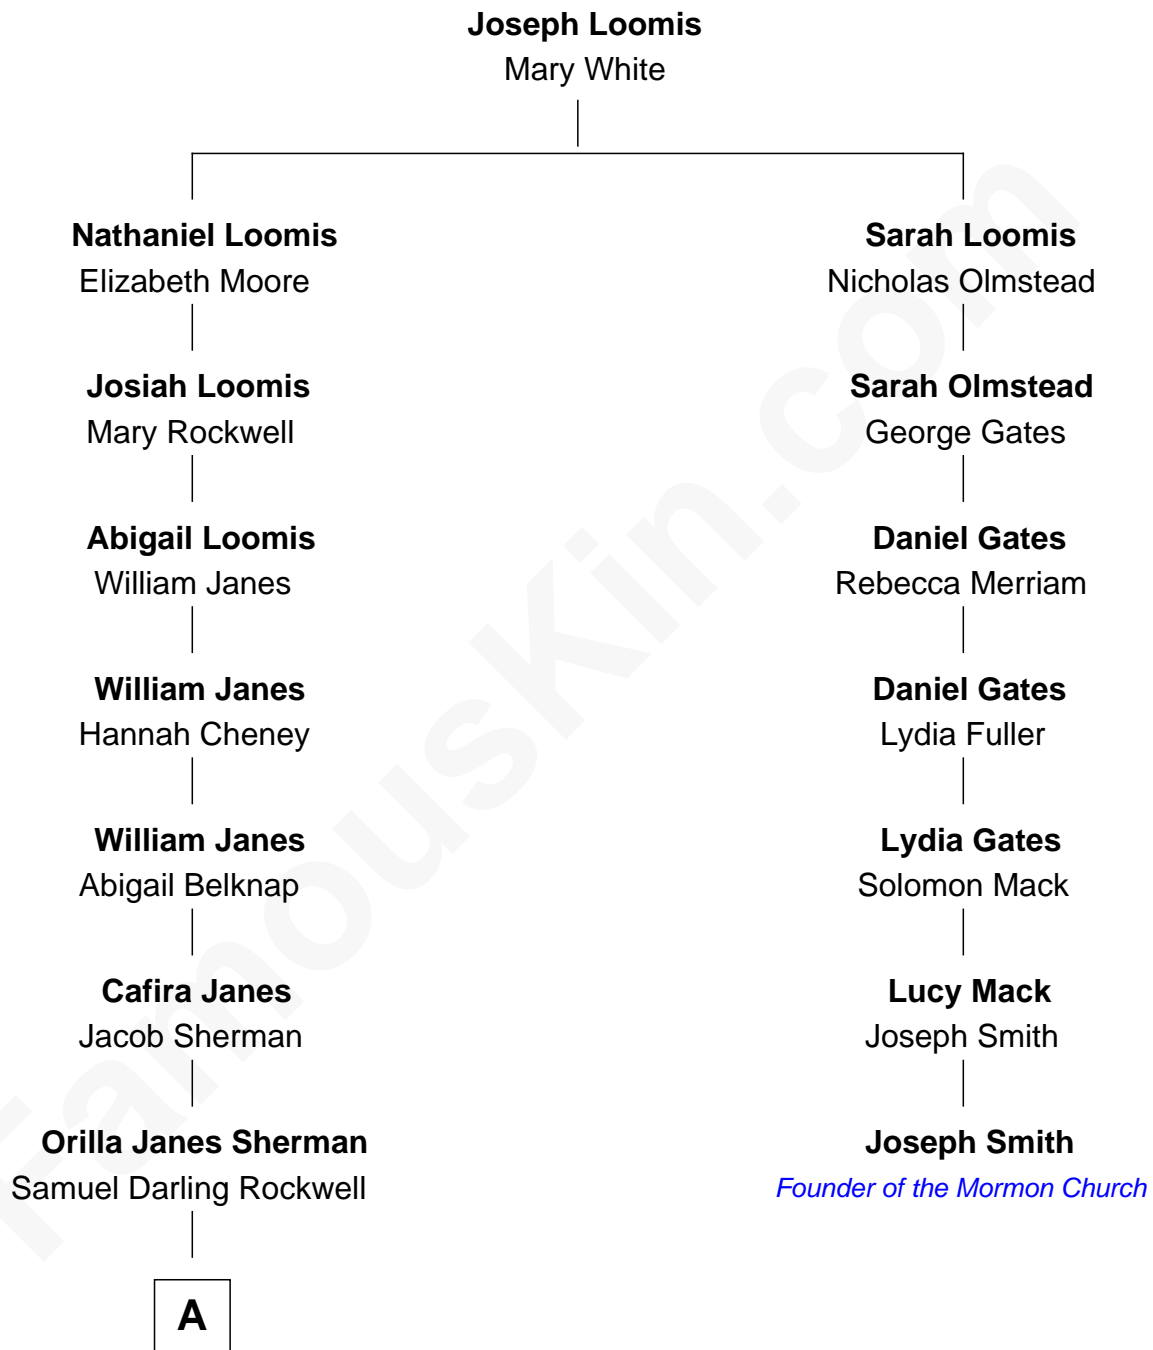 Joseph Loomis
Mary White
Nathaniel Loomis
Elizabeth Moore
Sarah Loomis
Nicholas Olmstead
Josiah Loomis
Mary Rockwell
Sarah Olmstead
George Gates
Abigail Loomis
William Janes
Daniel Gates
Rebecca Merriam
William Janes
Hannah Cheney
Daniel Gates
Lydia Fuller
William Janes
Abigail Belknap
Lydia Gates
Solomon Mack
Cafira Janes
Jacob Sherman
Lucy Mack
Joseph Smith
Orilla Janes Sherman
Samuel Darling Rockwell
Joseph Smith
Founder of the Mormon Church
A
FamousKin.com